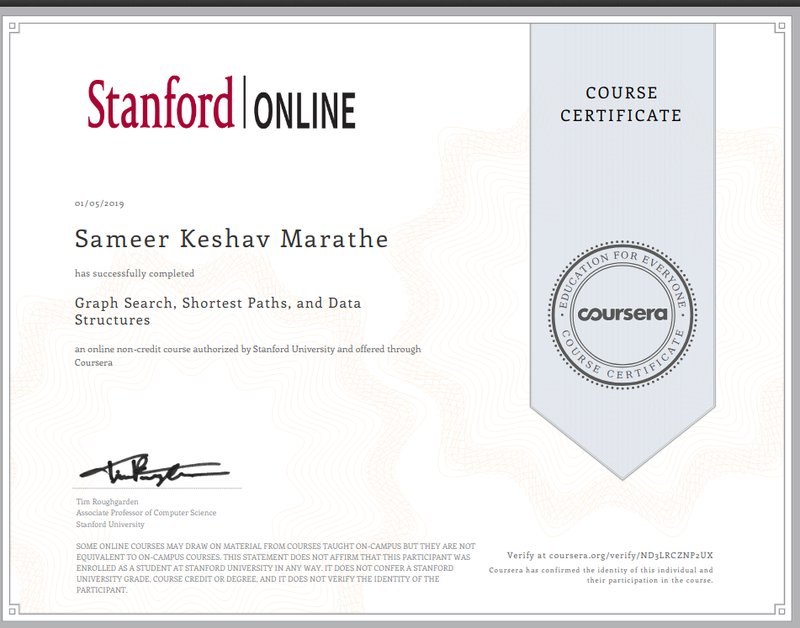 Stanford | ONLINE
COURSE
CERTIFICATE
01/05/2019
Sameer Keshav Marathe
has successfully completed
Graph Search, Shortest Paths, and Data
Structures
an online non-credit course authorized by Stanford University and offered through
Coursera
EDUCATION FOR EVERYONE
coursera
COURSE CERTIFICATE
Tim Roughgarden
Associate Professor of Computer Science
Stanford University
SOME ONLINE COURSES MAY DRAW ON MATERIAL FROM COURSES TAUGHT ON-CAMPUS BUT THEY ARE NOT
EQUIVALENT TO ON-CAMPUS COURSES. THIS STATEMENT DOES NOT AFFIRM THAT THIS PARTICIPANT WAS
ENROLLED AS A STUDENT AT STANFORD UNIVERSITY IN ANY WAY. IT DOES NOT CONFER A STANFORD
UNIVERSITY GRADE, COURSE CREDIT OR DEGREE, AND IT DOES NOT VERIFY THE IDENTITY OF THE
PARTICIPANT.
Verify at coursera.org/verify/ND3LRCZNP2UX
Coursera has confirmed the identity of this individual and
their participation in the course.